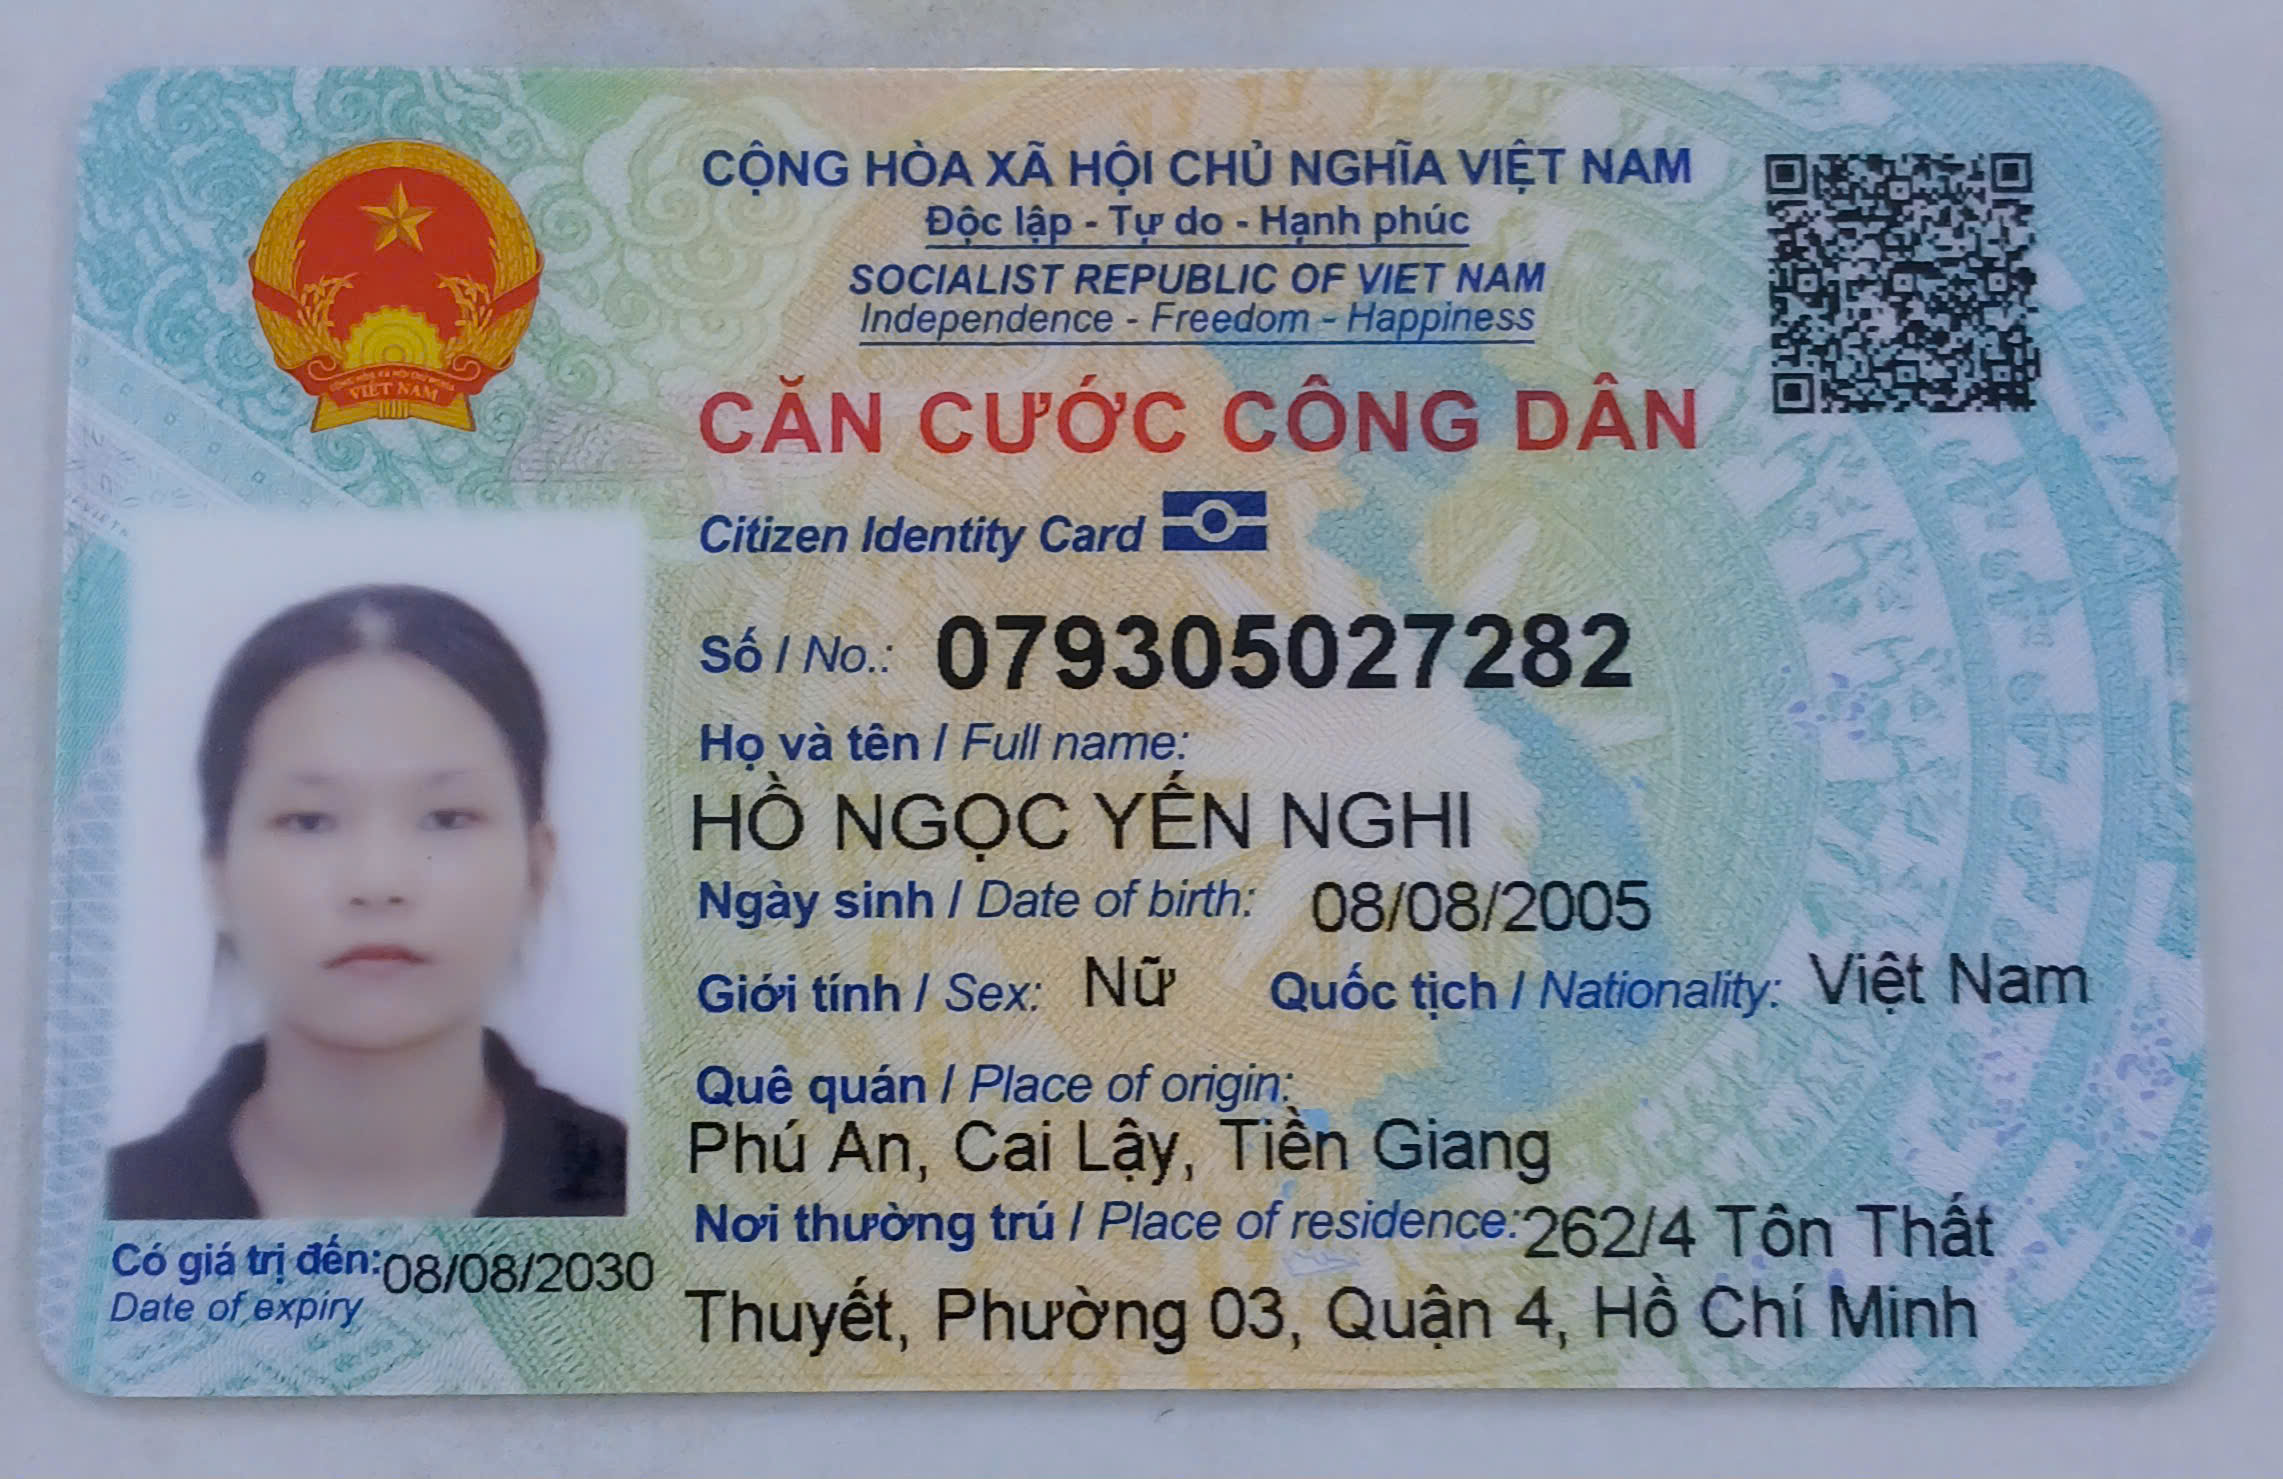 CỘNG HÒA XÃ HỘI CHỦ NGHĨA VIỆT NAM
Độc lập - Tự do - Hạnh phúc
SOCIALIST REPUBLIC OF VIET NAM
Independence - Freedom - Happiness
CĂN CƯỚC CÔNG DÂN
Citizen Identity Card
Số / No.: 079305027282
Họ và tên / Full name:
HỒ NGỌC YẾN NGHI
Ngày sinh / Date of birth: 08/08/2005
Giới tính / Sex: Nữ Quốc tịch / Nationality: Việt Nam
Quê quán / Place of origin:
Phú An, Cai Lậy, Tiền Giang
Nơi thường trú / Place of residence: 262/4 Tôn Thất
Thuyết, Phường 03, Quận 4, Hồ Chí Minh
Có giá trị đến: 08/08/2030
Date of expiry
CỘNG HÒA XÃ HỘI CHỦ NGHĨA
VIỆT NAM